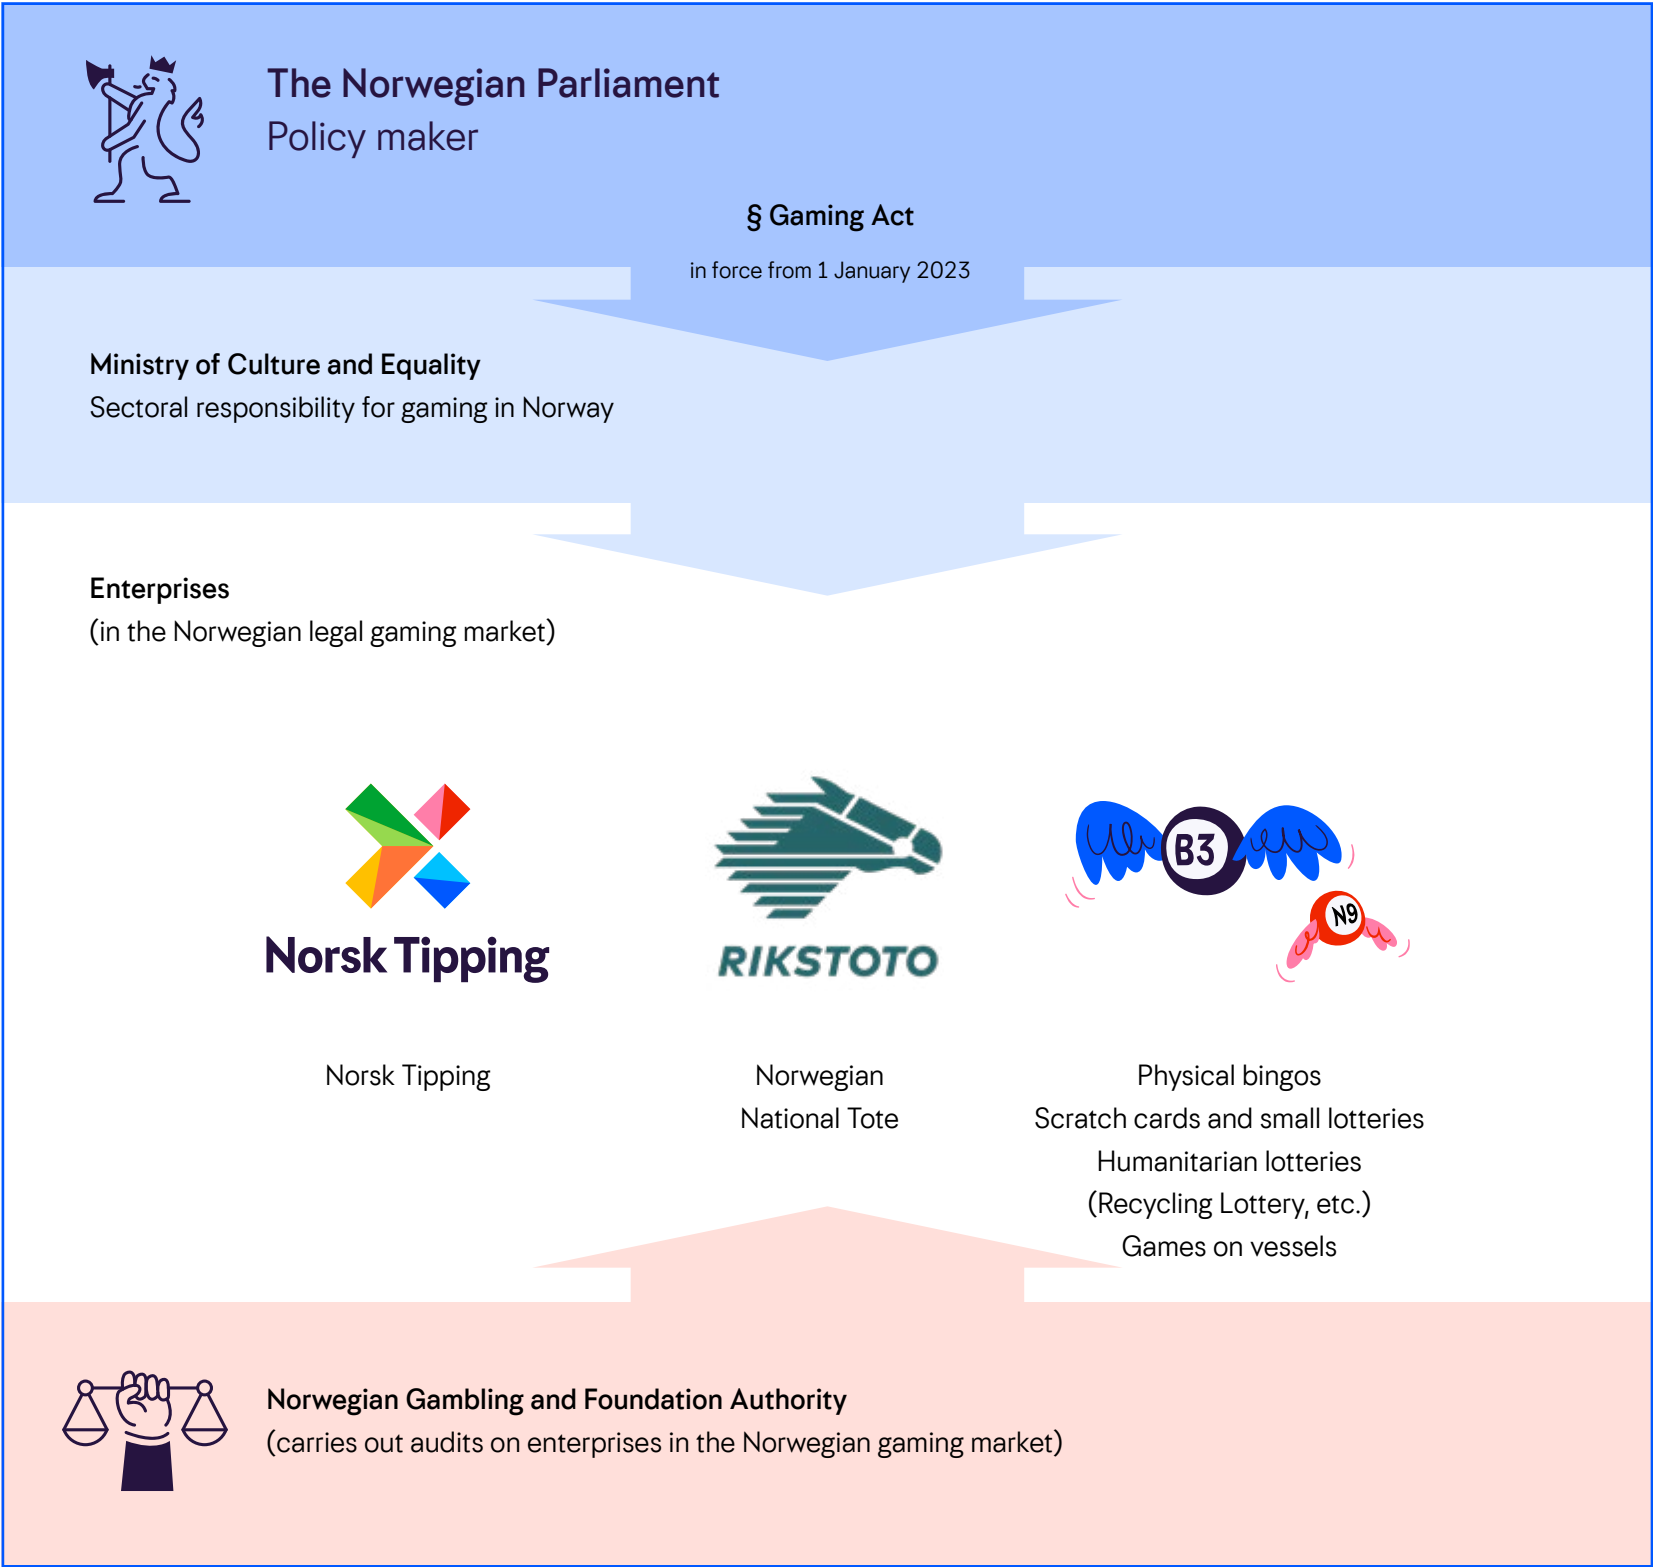 The Norwegian Parliament
Policy maker
§ Gaming Act
in force from 1 January 2023
Ministry of Culture and Equality
Sectoral responsibility for gaming in Norway
Enterprises
(in the Norwegian legal gaming market)
B3
N9
Norsk Tipping
RIKSTOTO
Norsk Tipping
Norwegian
National Tote
Physical bingos
Scratch cards and small lotteries
Humanitarian lotteries
(Recycling Lottery, etc.)
Games on vessels
Norwegian Gambling and Foundation Authority
(carries out audits on enterprises in the Norwegian gaming market)